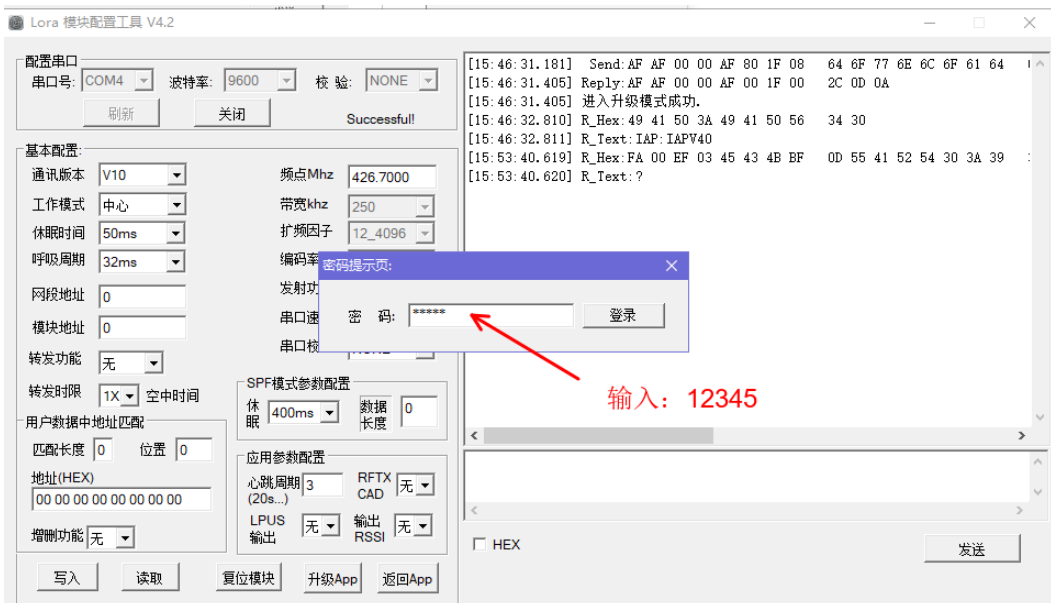 Lora 模块配置工具 V4.2
配置串口
串口号: COM4 波特率: 9600 校 验: NONE
刷新 关闭 Successful!
基本配置:
通讯版本 V10 频点Mhz 426.7000
工作模式 中心 带宽khz 250
休眠时间 50ms 扩频因子 12_4096
呼吸周期 32ms 编码率
网段地址 0 发射功
模块地址 0 串口速
转发功能 无 串口校
转发时限 1X 空中时间
用户数据中地址匹配
匹配长度 0 位置 0
地址(HEX)
00 00 00 00 00 00 00 00
增删功能 无
SPF模式参数配置
休眠 400ms 数据长度 0
应用参数配置
心跳周期 3 RFTX
(20s...) CAD 无
LPUS 输出
输出 无 RSSI 无
写入 读取 复位模块 升级App 返回App
密码提示页:
密 码: ***** 登录
输入：12345
[15:46:31.181] Send:AF AF 00 00 AF 80 1F 08 64 6F 77 6E 6C 6F 61 64
[15:46:31.405] Reply:AF AF 00 00 AF 00 1F 00 2C 0D 0A
[15:46:31.405] 进入升级模式成功.
[15:46:32.810] R_Hex:49 41 50 3A 49 41 50 56 34 30
[15:46:32.811] R_Text:IAP:IAPV40
[15:53:40.619] R_Hex:FA 00 EF 03 45 43 4B BF 0D 55 41 52 54 30 3A 39
[15:53:40.620] R_Text:?
HEX
发送